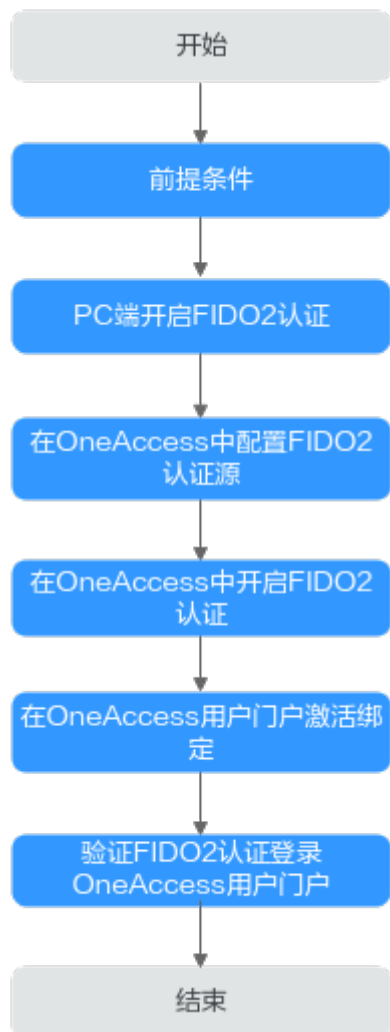 开始
前提条件
PC端开启FIDO2认证
在OneAccess中配置FIDO2
认证源
在OneAccess中开启FIDO2
认证
在OneAccess用户门户激活绑
定
验证FIDO2认证登录
OneAccess用户门户
结束